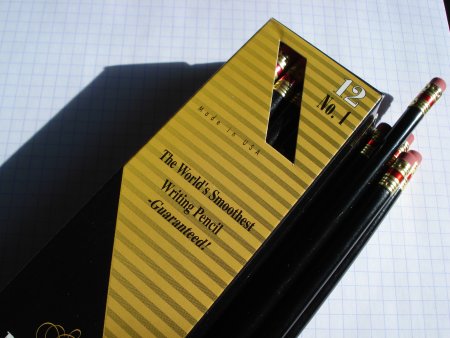 12
No. 1
Made in USA
The World's Smoothest
Writing Pencil
-Guaranteed!